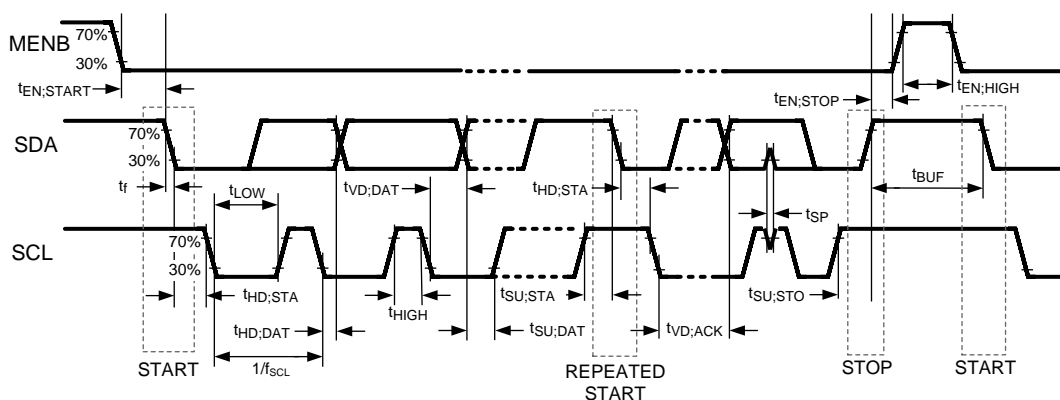 MENB
70%
30%
tEN;START
tEN;STOP
tEN;HIGH
SDA
70%
30%
tf
tLOW
tVD;DAT
tHD;STA
tSP
tBUF
SCL
70%
30%
tHD;STA
tHD;DAT
tHIGH
tSU;STA
tSU;DAT
tVD;ACK
tSU;STO
1/fSCL
START
REPEATED
START
STOP
START